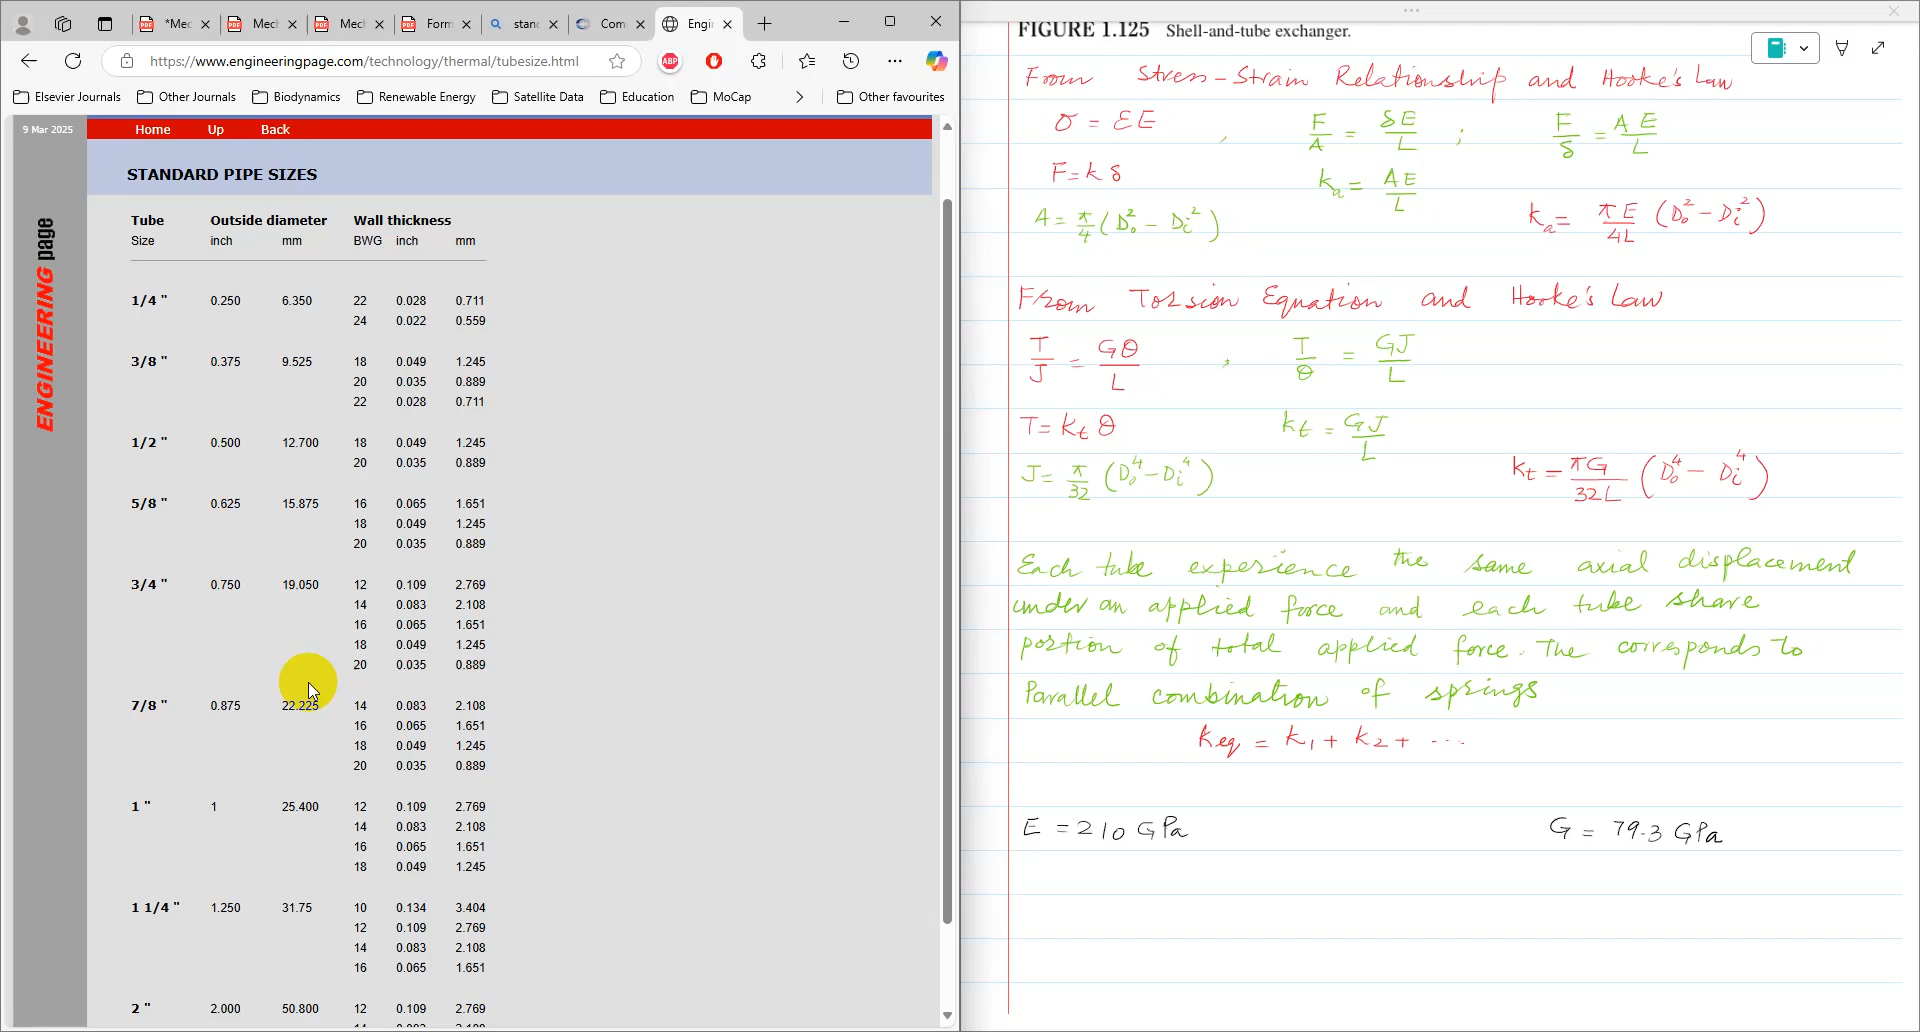 *Mec
Mech
Mech
Form
stanc
Com
Engin
https://www.engineeringpage.com/technology/thermal/tubesize.html
ABP
Elsevier Journals
Other Journals
Biodynamics
Renewable Energy
Satellite Data
Education
MoCap
Other favourites
9 Mar 2025
Home Up Back
ENGINEERING page
STANDARD PIPE SIZES
Tube Outside diameter Wall thickness
Size inch mm BWG inch mm
1/4 " 0.250 6.350 22 0.028 0.711
24 0.022 0.559
3/8 " 0.375 9.525 18 0.049 1.245
20 0.035 0.889
22 0.028 0.711
1/2 " 0.500 12.700 18 0.049 1.245
20 0.035 0.889
5/8 " 0.625 15.875 16 0.065 1.651
18 0.049 1.245
20 0.035 0.889
3/4 " 0.750 19.050 12 0.109 2.769
14 0.083 2.108
16 0.065 1.651
18 0.049 1.245
20 0.035 0.889
7/8 " 0.875 22.225 14 0.083 2.108
16 0.065 1.651
18 0.049 1.245
20 0.035 0.889
1 " 1 25.400 12 0.109 2.769
14 0.083 2.108
16 0.065 1.651
18 0.049 1.245
1 1/4 " 1.250 31.75 10 0.134 3.404
12 0.109 2.769
14 0.083 2.108
16 0.065 1.651
2 " 2.000 50.800 12 0.109 2.769
FIGURE 1.125 Shell-and-tube exchanger.
From Stress-Strain Relationship and Hooke's Law
σ = εE , F/A = δE/L ; F/δ = AE/L
F = k δ kₐ = AE/L
A = π/4 (Do² - Di²) kₐ = πE/4L (Do² - Di²)
From Torsion Equation and Hooke's Law
T/J = Gθ/L , T/θ = GJ/L
T = kt θ kt = GJ/L
J = π/32 (Do⁴ - Di⁴) kt = πG/32L (Do⁴ - Di⁴)
Each tube experience the same axial displacement
under an applied force and each tube share
portion of total applied force. The corresponds to
Parallel combination of springs
keq = k1 + k2 + ...
E = 210 GPa G = 79.3 GPa